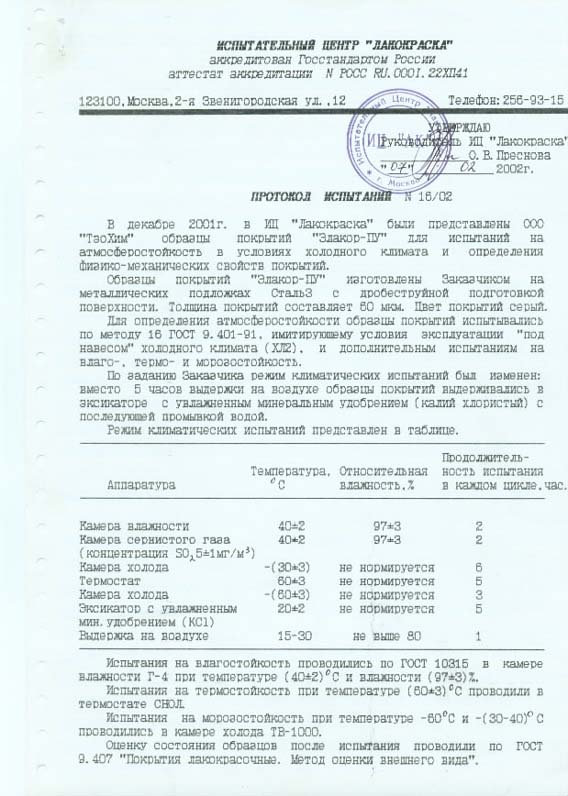 ИСПЫТАТЕЛЬНЫЙ ЦЕНТР "ЛАКОКРАСКА"
аккредитован Госстандартом России
аттестат аккредитации N РОСС RU.0001.22ХП41
123100,Москва,2-я Звенигородская ул.,12 Телефон:256-93-15
УТВЕРЖДАЮ
Руководитель ИЦ "Лакокраска"
О.В.Преснова
"07" 02 2002г.
Испытательный Центр
ИЦ "ЛАК
г. Москва
ПРОТОКОЛ ИСПЫТАНИЙ N 16/02
В декабре 2001г. в ИЦ "Лакокраска" были представлены ООО
"ТэоХим" образцы покрытий "Элакор-ПУ" для испытаний на
атмосферостойкость в условиях холодного климата и определения
физико-механических свойств покрытий.
Образцы покрытий "Элакор-ПУ" изготовлены Заказчиком на
металлических подложках Сталь3 с дробеструйной подготовкой
поверхности. Толщина покрытий составляет 60 мкм. Цвет покрытий серый.
Для определения атмосферостойкости образцы покрытий испытывались
по методу 16 ГОСТ 9.401-91, имитирующему условия эксплуатации "под
навесом" холодного климата (ХЛ2), и дополнительным испытаниям на
влаго-, термо- и морозостойкость.
По заданию Заказчика режим климатических испытаний был изменен:
вместо 5 часов выдержки на воздухе образцы покрытий выдерживались в
эксикаторе с увлажненным минеральным удобрением (калий хлористый) с
последующей промывкой водой.
Режим климатических испытаний представлен в таблице.
Продолжитель-
Температура, Относительная ность испытания
Аппаратура °С влажность,% в каждом цикле,час.
Камера влажности 40±2 97±3 2
Камера сернистого газа 40±2 97±3 2
(концентрация SO₂5±1мг/м³)
Камера холода -(30±3) не нормируется 6
Термостат 60±3 не нормируется 5
Камера холода -(60±3) не нормируется 3
Эксикатор с увлажненным 20±2 не нормируется 5
мин.удобрением (KCl)
Выдержка на воздухе 15-30 не выше 80 1
Испытания на влагостойкость проводились по ГОСТ 10315 в камере
влажности Г-4 при температуре (40±2)°С и влажности (97±3)%.
Испытания на термостойкость при температуре (60±3)°С проводили в
термостате СНОЛ.
Испытания на морозостойкость при температуре -60°С и -(30-40)°С
проводились в камере холода ТВ-1000.
Оценку состояния образцов после испытания проводили по ГОСТ
9.407 "Покрытия лакокрасочные. Метод оценки внешнего вида".